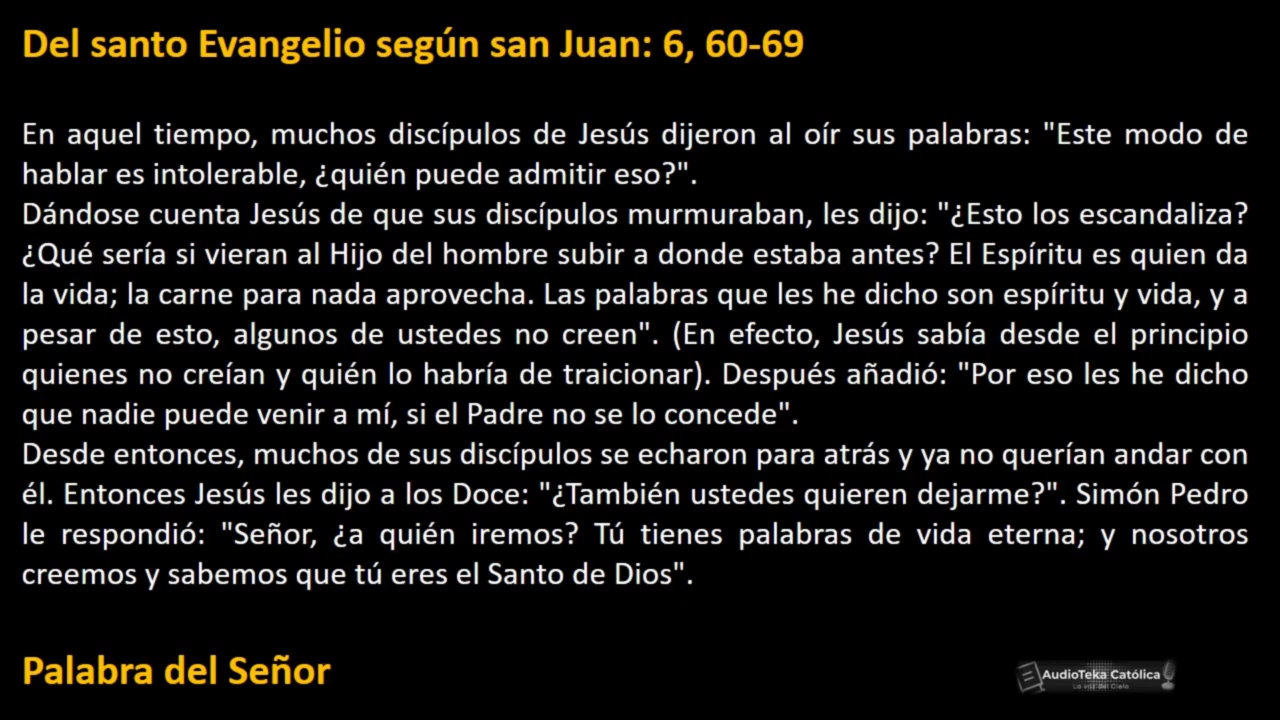 Del santo Evangelio según san Juan: 6, 60-69
En aquel tiempo, muchos discípulos de Jesús dijeron al oír sus palabras: "Este modo de
hablar es intolerable, ¿quién puede admitir eso?".
Dándose cuenta Jesús de que sus discípulos murmuraban, les dijo: "¿Esto los escandaliza?
¿Qué sería si vieran al Hijo del hombre subir a donde estaba antes? El Espíritu es quien da
la vida; la carne para nada aprovecha. Las palabras que les he dicho son espíritu y vida, y a
pesar de esto, algunos de ustedes no creen". (En efecto, Jesús sabía desde el principio
quienes no creían y quién lo habría de traicionar). Después añadió: "Por eso les he dicho
que nadie puede venir a mí, si el Padre no se lo concede".
Desde entonces, muchos de sus discípulos se echaron para atrás y ya no querían andar con
él. Entonces Jesús les dijo a los Doce: "¿También ustedes quieren dejarme?". Simón Pedro
le respondió: "Señor, ¿a quién iremos? Tú tienes palabras de vida eterna; y nosotros
creemos y sabemos que tú eres el Santo de Dios".
Palabra del Señor
AudioTeka Católica
La voz del Cielo